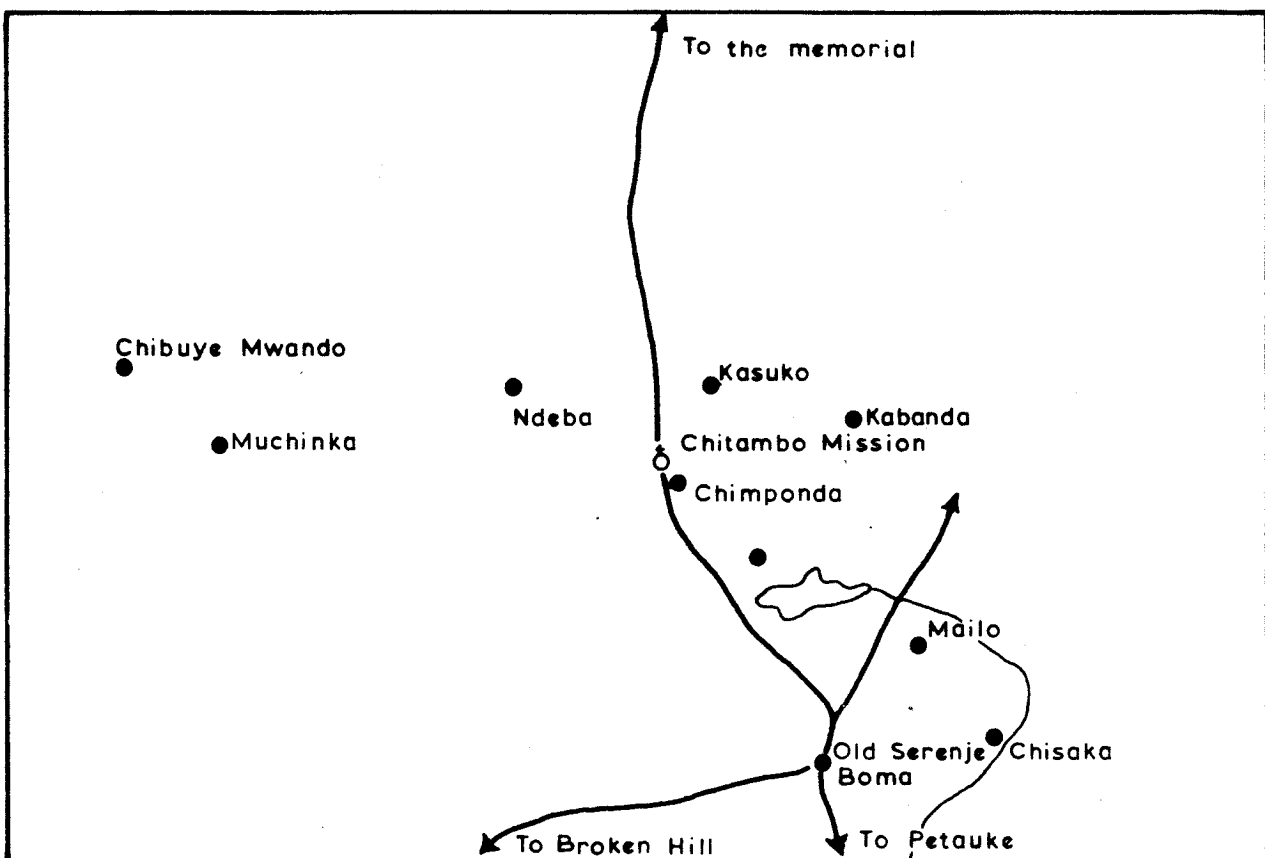 To the memorial
Chibuye Mwando
Kasuko
Ndeba
Kabanda
Muchinka
Chitambo Mission
Chimponda
Mailo
Old Serenje
Boma
Chisaka
To Broken Hill
To Petauke